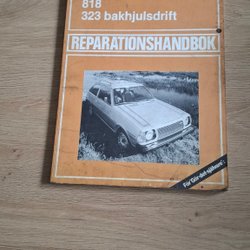 818
323 bakhjulsdrift
REPARATIONSHANDBOK
För Gör-det-självare